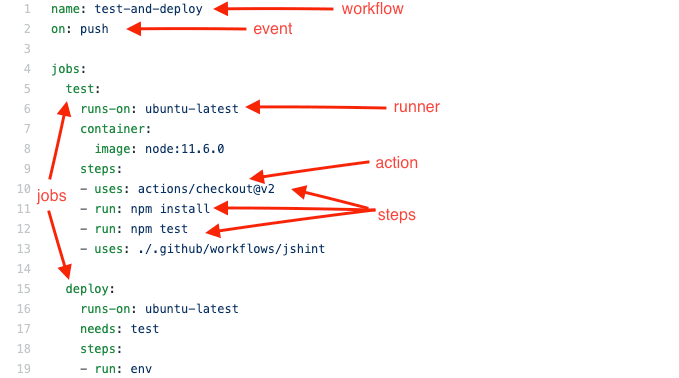 1 name: test-and-deploy workflow
2 on: push event
3
4 jobs:
5 test:
6 runs-on: ubuntu-latest runner
7 container:
8 image: node:11.6.0
9 steps:
action
10 - uses: actions/checkout@v2
jobs
11 - run: npm install
steps
12 - run: npm test
13 - uses: ./.github/workflows/jshint
14
15 deploy:
16 runs-on: ubuntu-latest
17 needs: test
18 steps:
19 - run: env